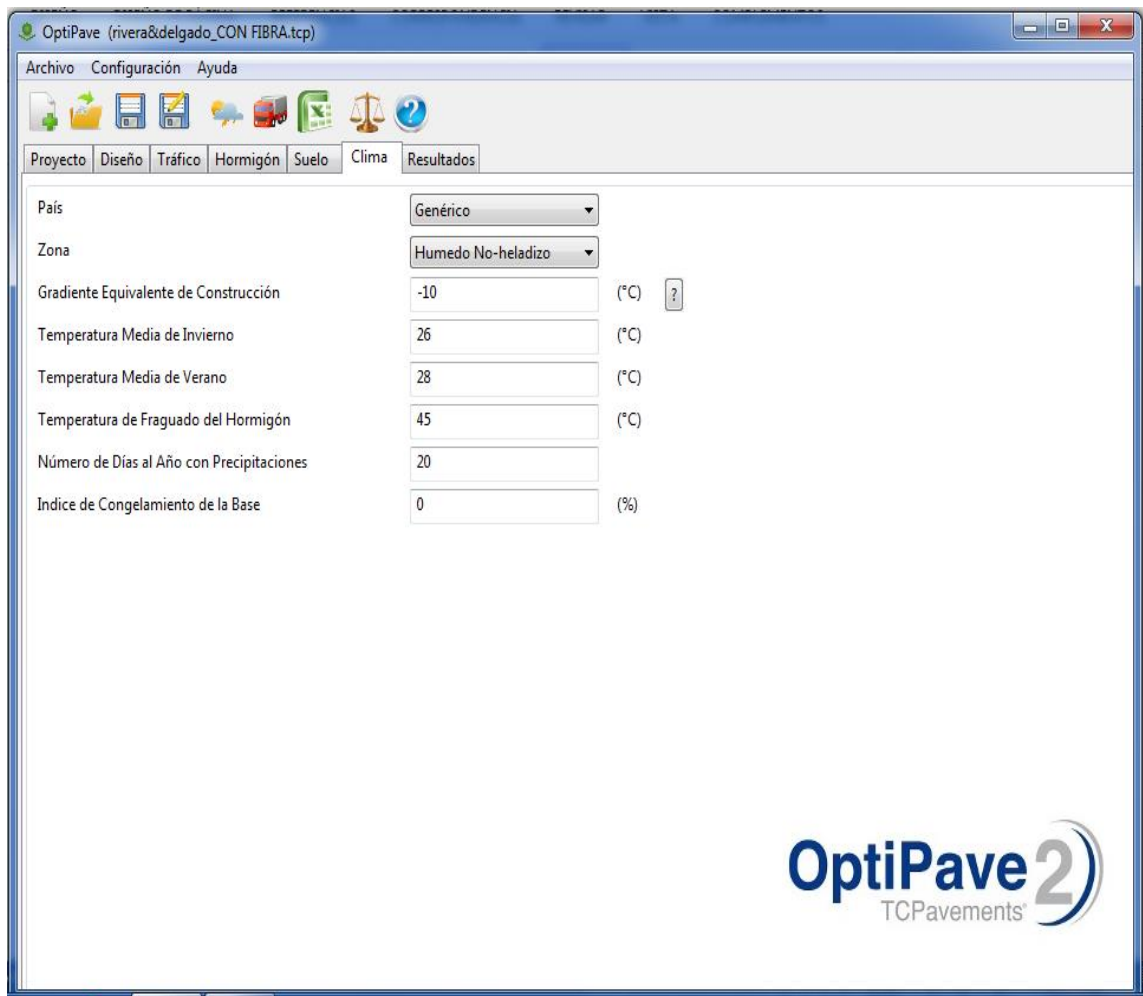 OptiPave (rivera&delgado_CON FIBRA.tcp)
Archivo Configuración Ayuda
Proyecto Diseño Tráfico Hormigón Suelo Clima Resultados
País Genérico
Zona Humedo No-heladizo
Gradiente Equivalente de Construcción -10 (°C) ?
Temperatura Media de Invierno 26 (°C)
Temperatura Media de Verano 28 (°C)
Temperatura de Fraguado del Hormigón 45 (°C)
Número de Días al Año con Precipitaciones 20
Indice de Congelamiento de la Base 0 (%)
OptiPave 2
TCPavements®